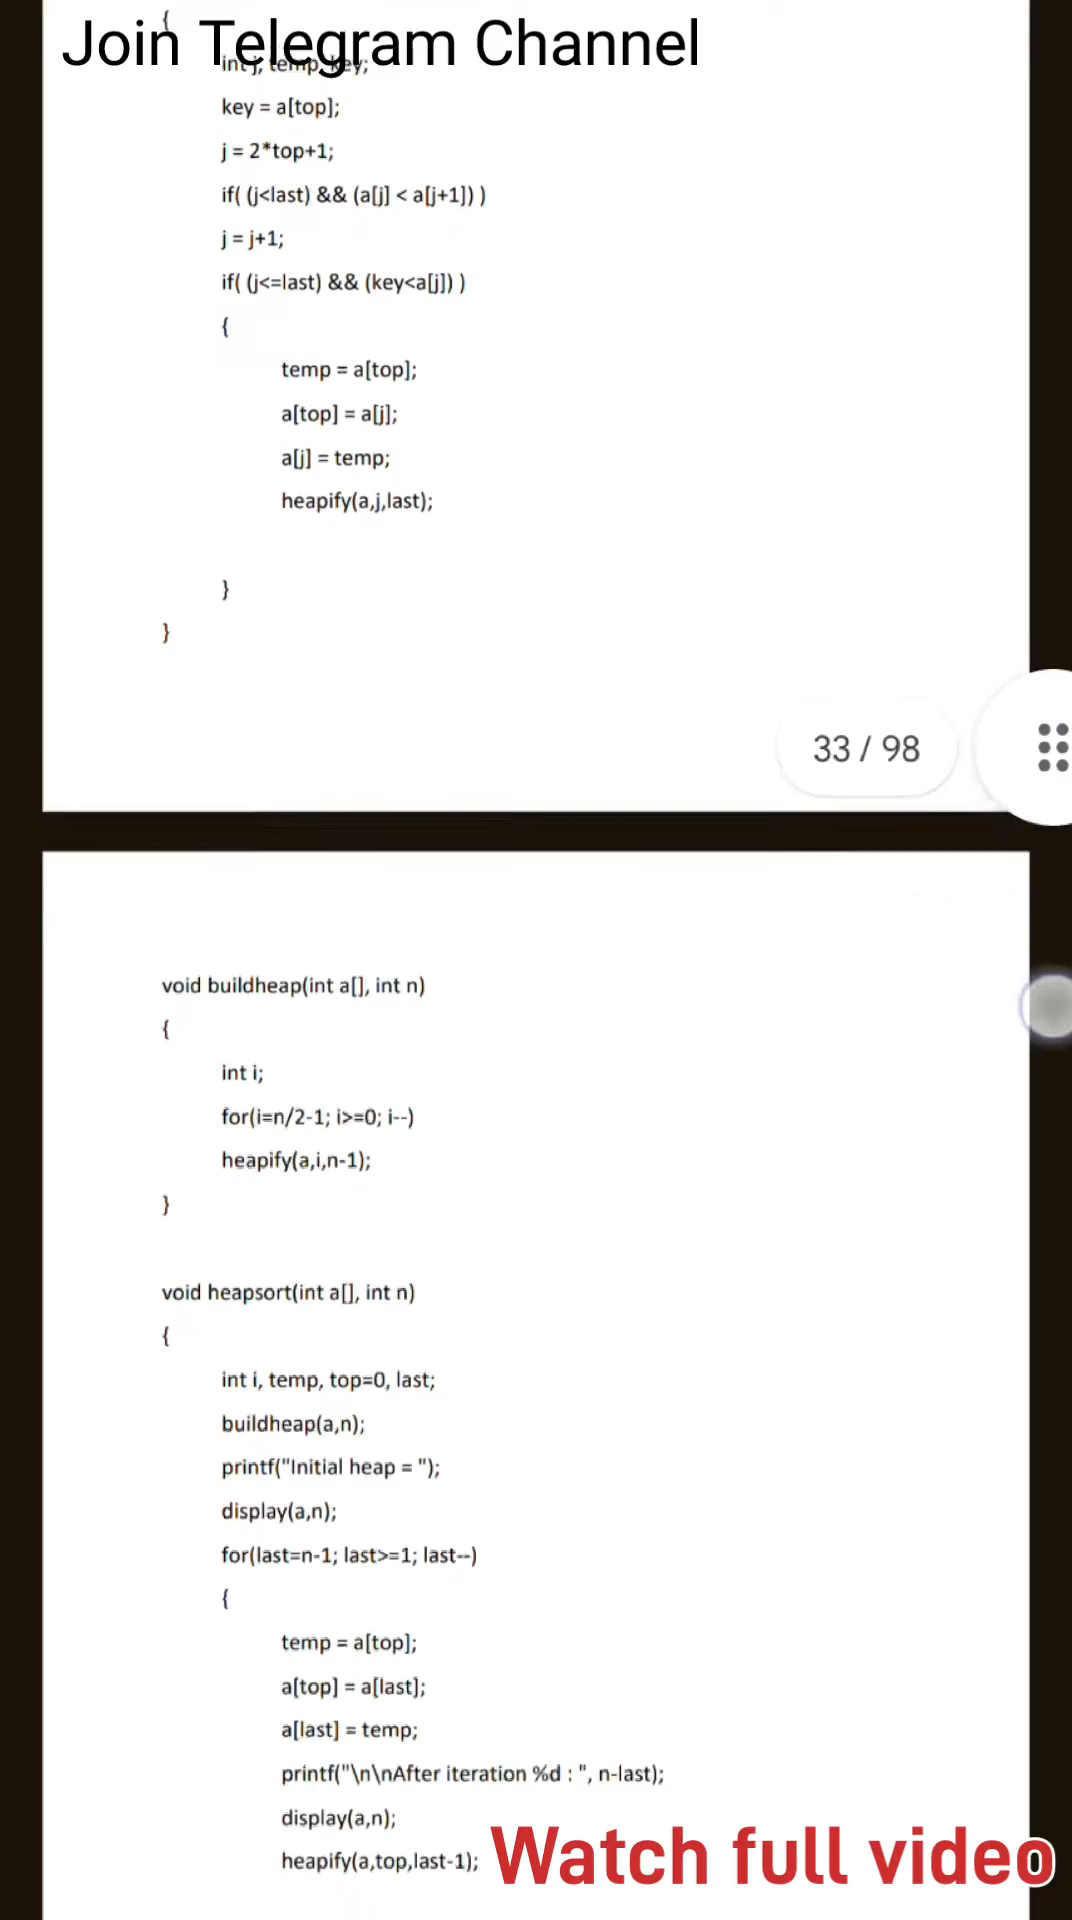 {
Join Telegram Channel
int j, temp, key;
key = a[top];
j = 2*top+1;
if( (j<last) && (a[j] < a[j+1]) )
j = j+1;
if( (j<=last) && (key<a[j]) )
{
temp = a[top];
a[top] = a[j];
a[j] = temp;
heapify(a,j,last);
}
}
33 / 98
void buildheap(int a[], int n)
{
int i;
for(i=n/2-1; i>=0; i--)
heapify(a,i,n-1);
}
void heapsort(int a[], int n)
{
int i, temp, top=0, last;
buildheap(a,n);
printf("Initial heap = ");
display(a,n);
for(last=n-1; last>=1; last--)
{
temp = a[top];
a[top] = a[last];
a[last] = temp;
printf("\n\nAfter iteration %d : ", n-last);
display(a,n);
heapify(a,top,last-1);
Watch full video